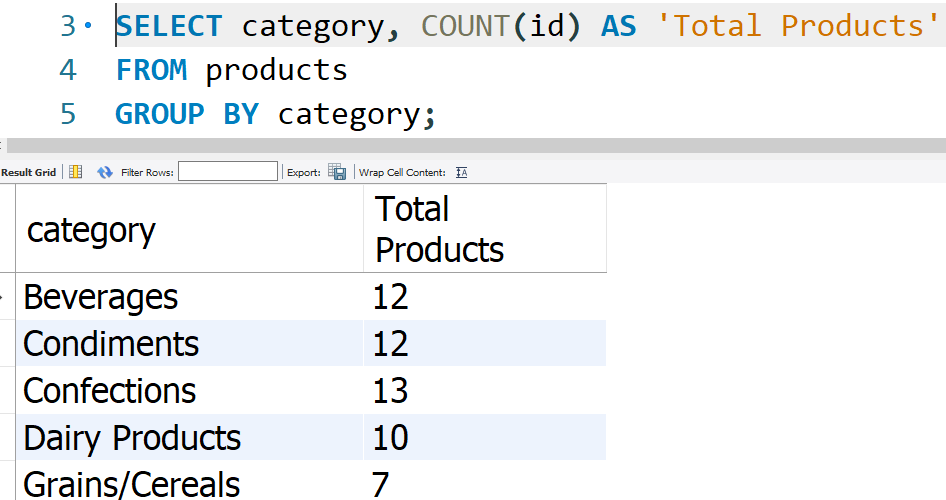 3 SELECT category, COUNT(id) AS 'Total Products'
4 FROM products
5 GROUP BY category;
Result Grid Filter Rows: Export: Wrap Cell Content: IA
category Total
Products
Beverages 12
Condiments 12
Confections 13
Dairy Products 10
Grains/Cereals 7